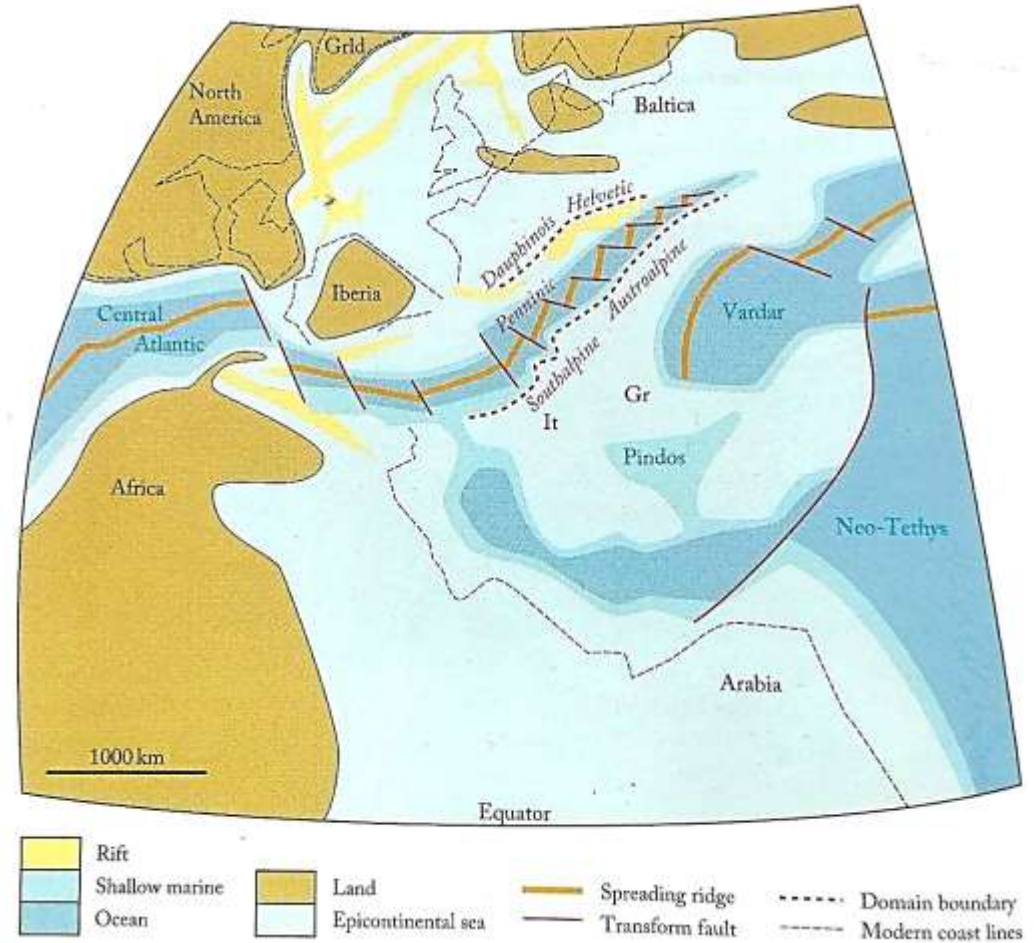 Grld
North
America
Baltica
Helvetic
Dauphinois
Iberia
Penninic
Austroalpine
Central
Atlantic
Vardar
Southalpine
Gr
It
Pindos
Africa
Neo-Tethys
Arabia
1000 km
Equator
Rift
Shallow marine
Ocean
Land
Epicontinental sea
Spreading ridge
Transform fault
Domain boundary
Modern coast lines